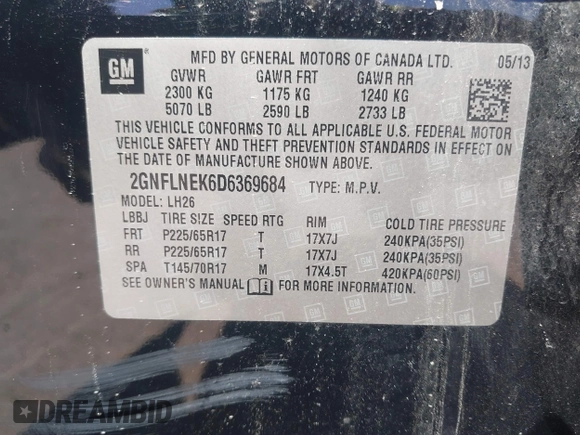 GM
MFD BY GENERAL MOTORS OF CANADA LTD. 05/13
GVWR GAWR FRT GAWR RR
2300 KG 1175 KG 1240 KG
5070 LB 2590 LB 2733 LB
THIS VEHICLE CONFORMS TO ALL APPLICABLE U.S. FEDERAL MOTOR
VEHICLE SAFETY AND THEFT PREVENTION STANDARDS IN EFFECT ON
THE DATE OF MANUFACTURE SHOWN ABOVE.
2GNFLNEK6D6369684 TYPE: M.P.V.
MODEL: LH26
LBBJ TIRE SIZE SPEED RTG RIM COLD TIRE PRESSURE
FRT P225/65R17 T 17X7J 240KPA(35PSI)
RR P225/65R17 T 17X7J 240KPA(35PSI)
SPA T145/70R17 M 17X4.5T 420KPA(60PSI)
SEE OWNER'S MANUAL FOR MORE INFORMATION.
DREAMBID